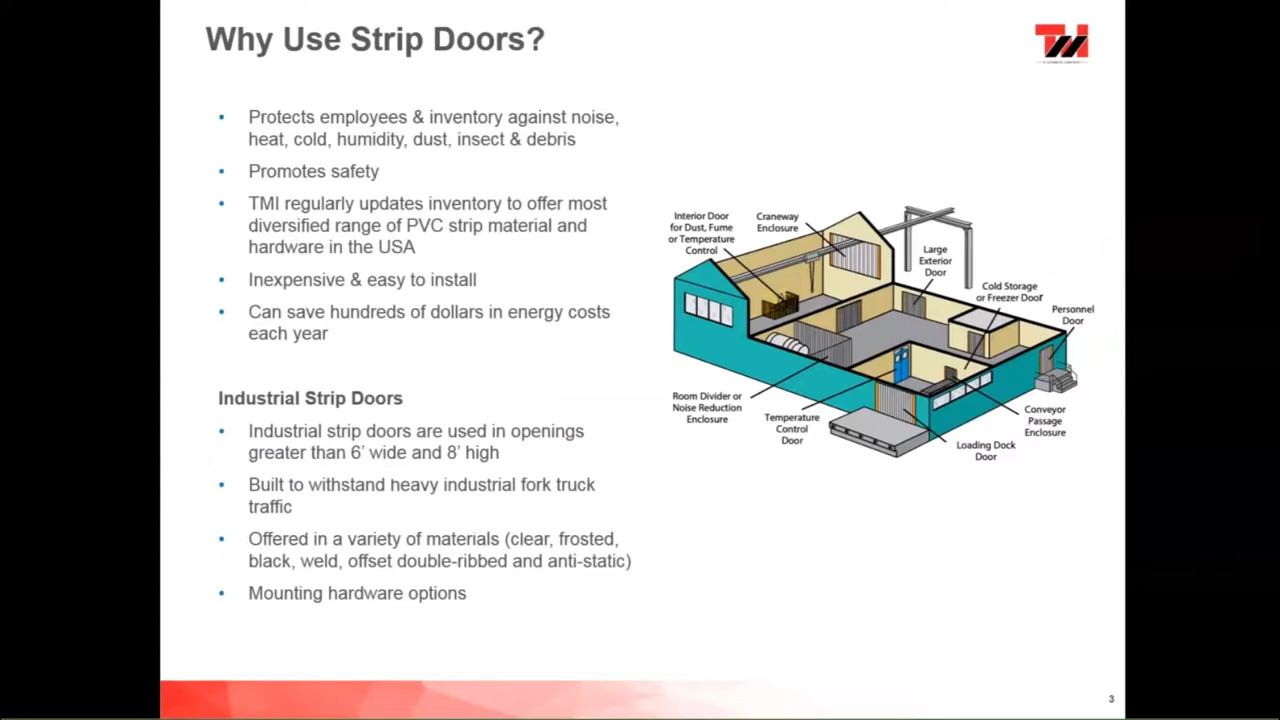 Why Use Strip Doors?
TMI
• Protects employees & inventory against noise,
heat, cold, humidity, dust, insect & debris
• Promotes safety
• TMI regularly updates inventory to offer most
diversified range of PVC strip material and
hardware in the USA
• Inexpensive & easy to install
• Can save hundreds of dollars in energy costs
each year
Industrial Strip Doors
• Industrial strip doors are used in openings
greater than 6’ wide and 8’ high
• Built to withstand heavy industrial fork truck
traffic
• Offered in a variety of materials (clear, frosted,
black, weld, offset double-ribbed and anti-static)
• Mounting hardware options
Interior Door
for Dust, Fume
or Temperature
Control
Craneway
Enclosure
Large
Exterior
Door
Cold Storage
or Freezer Door
Personnel
Door
Room Divider or
Noise Reduction
Enclosure
Temperature
Control
Door
Loading Dock
Door
Conveyor
Passage
Enclosure
3